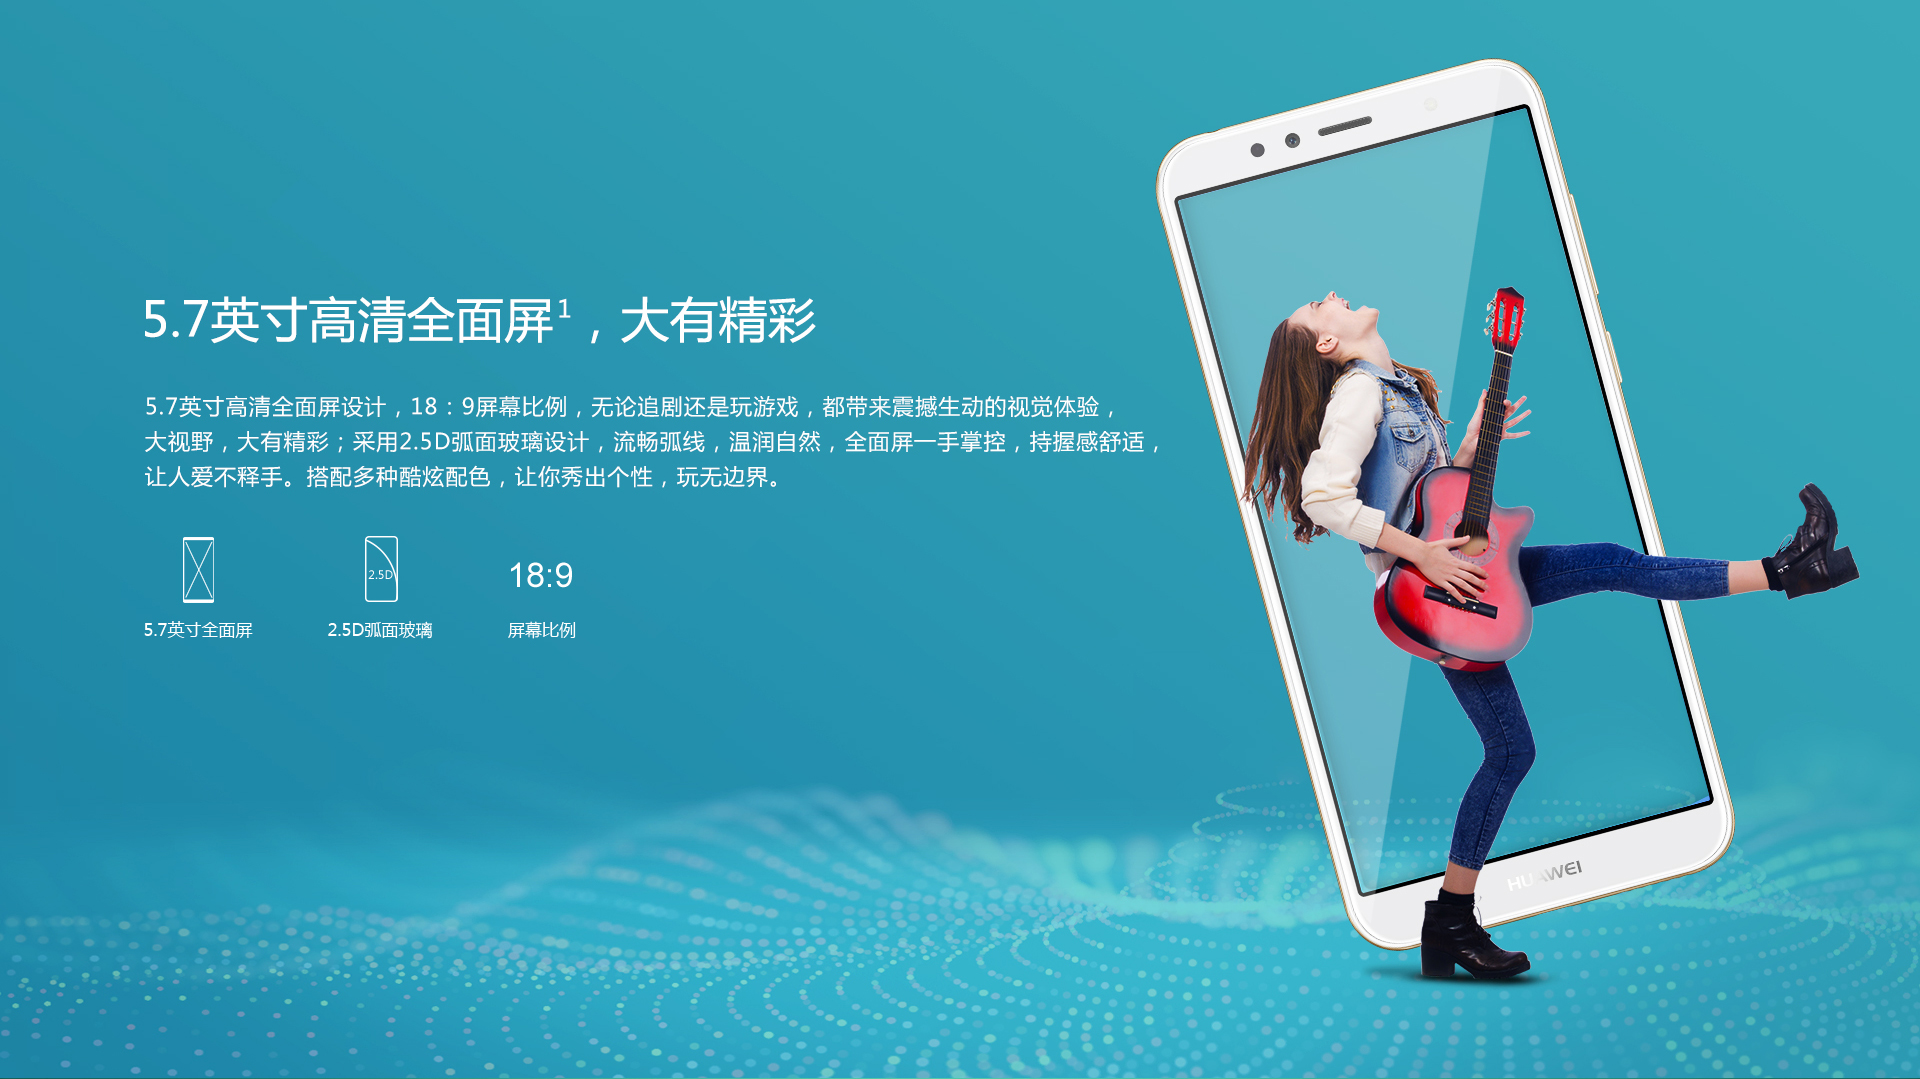 5.7英寸高清全面屏¹，大有精彩
5.7英寸高清全面屏设计，18：9屏幕比例，无论追剧还是玩游戏，都带来震撼生动的视觉体验，
大视野，大有精彩；采用2.5D弧面玻璃设计，流畅弧线，温润自然，全面屏一手掌控，持握感舒适，
让人爱不释手。搭配多种酷炫配色，让你秀出个性，玩无边界。
2.5D
18:9
5.7英寸全面屏
2.5D弧面玻璃
屏幕比例
HUAWEI